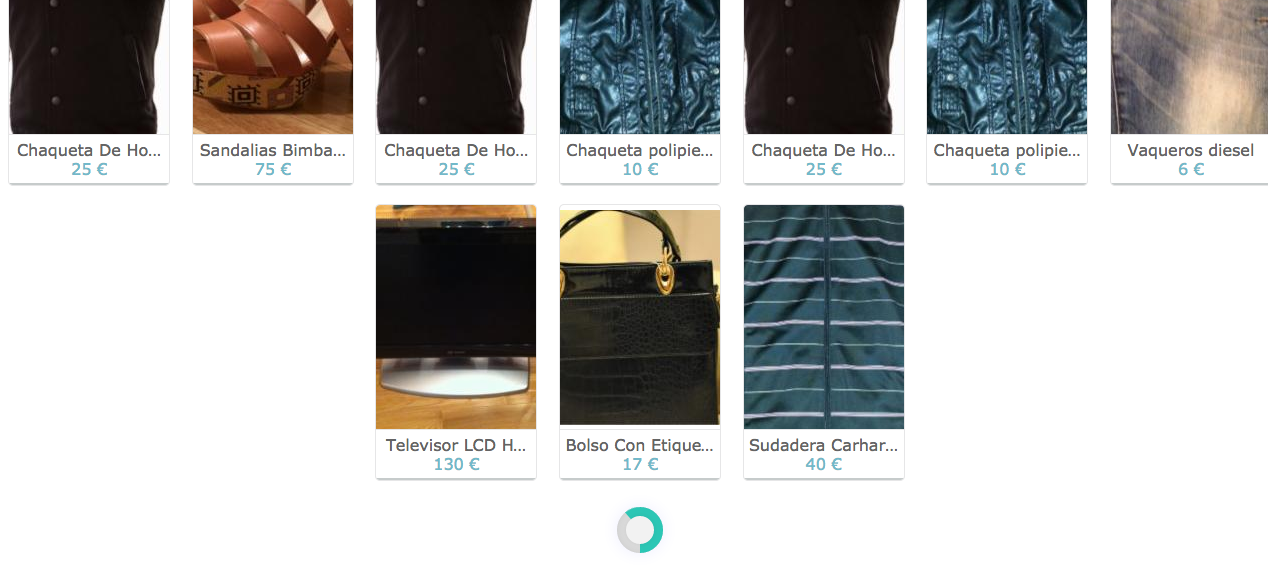 Chaqueta De Ho...
25 €
Sandalias Bimba...
75 €
Chaqueta De Ho...
25 €
Chaqueta polipie...
10 €
Chaqueta De Ho...
25 €
Chaqueta polipie...
10 €
Vaqueros diesel
6 €
Televisor LCD H...
130 €
Bolso Con Etique...
17 €
Sudadera Carhar...
40 €